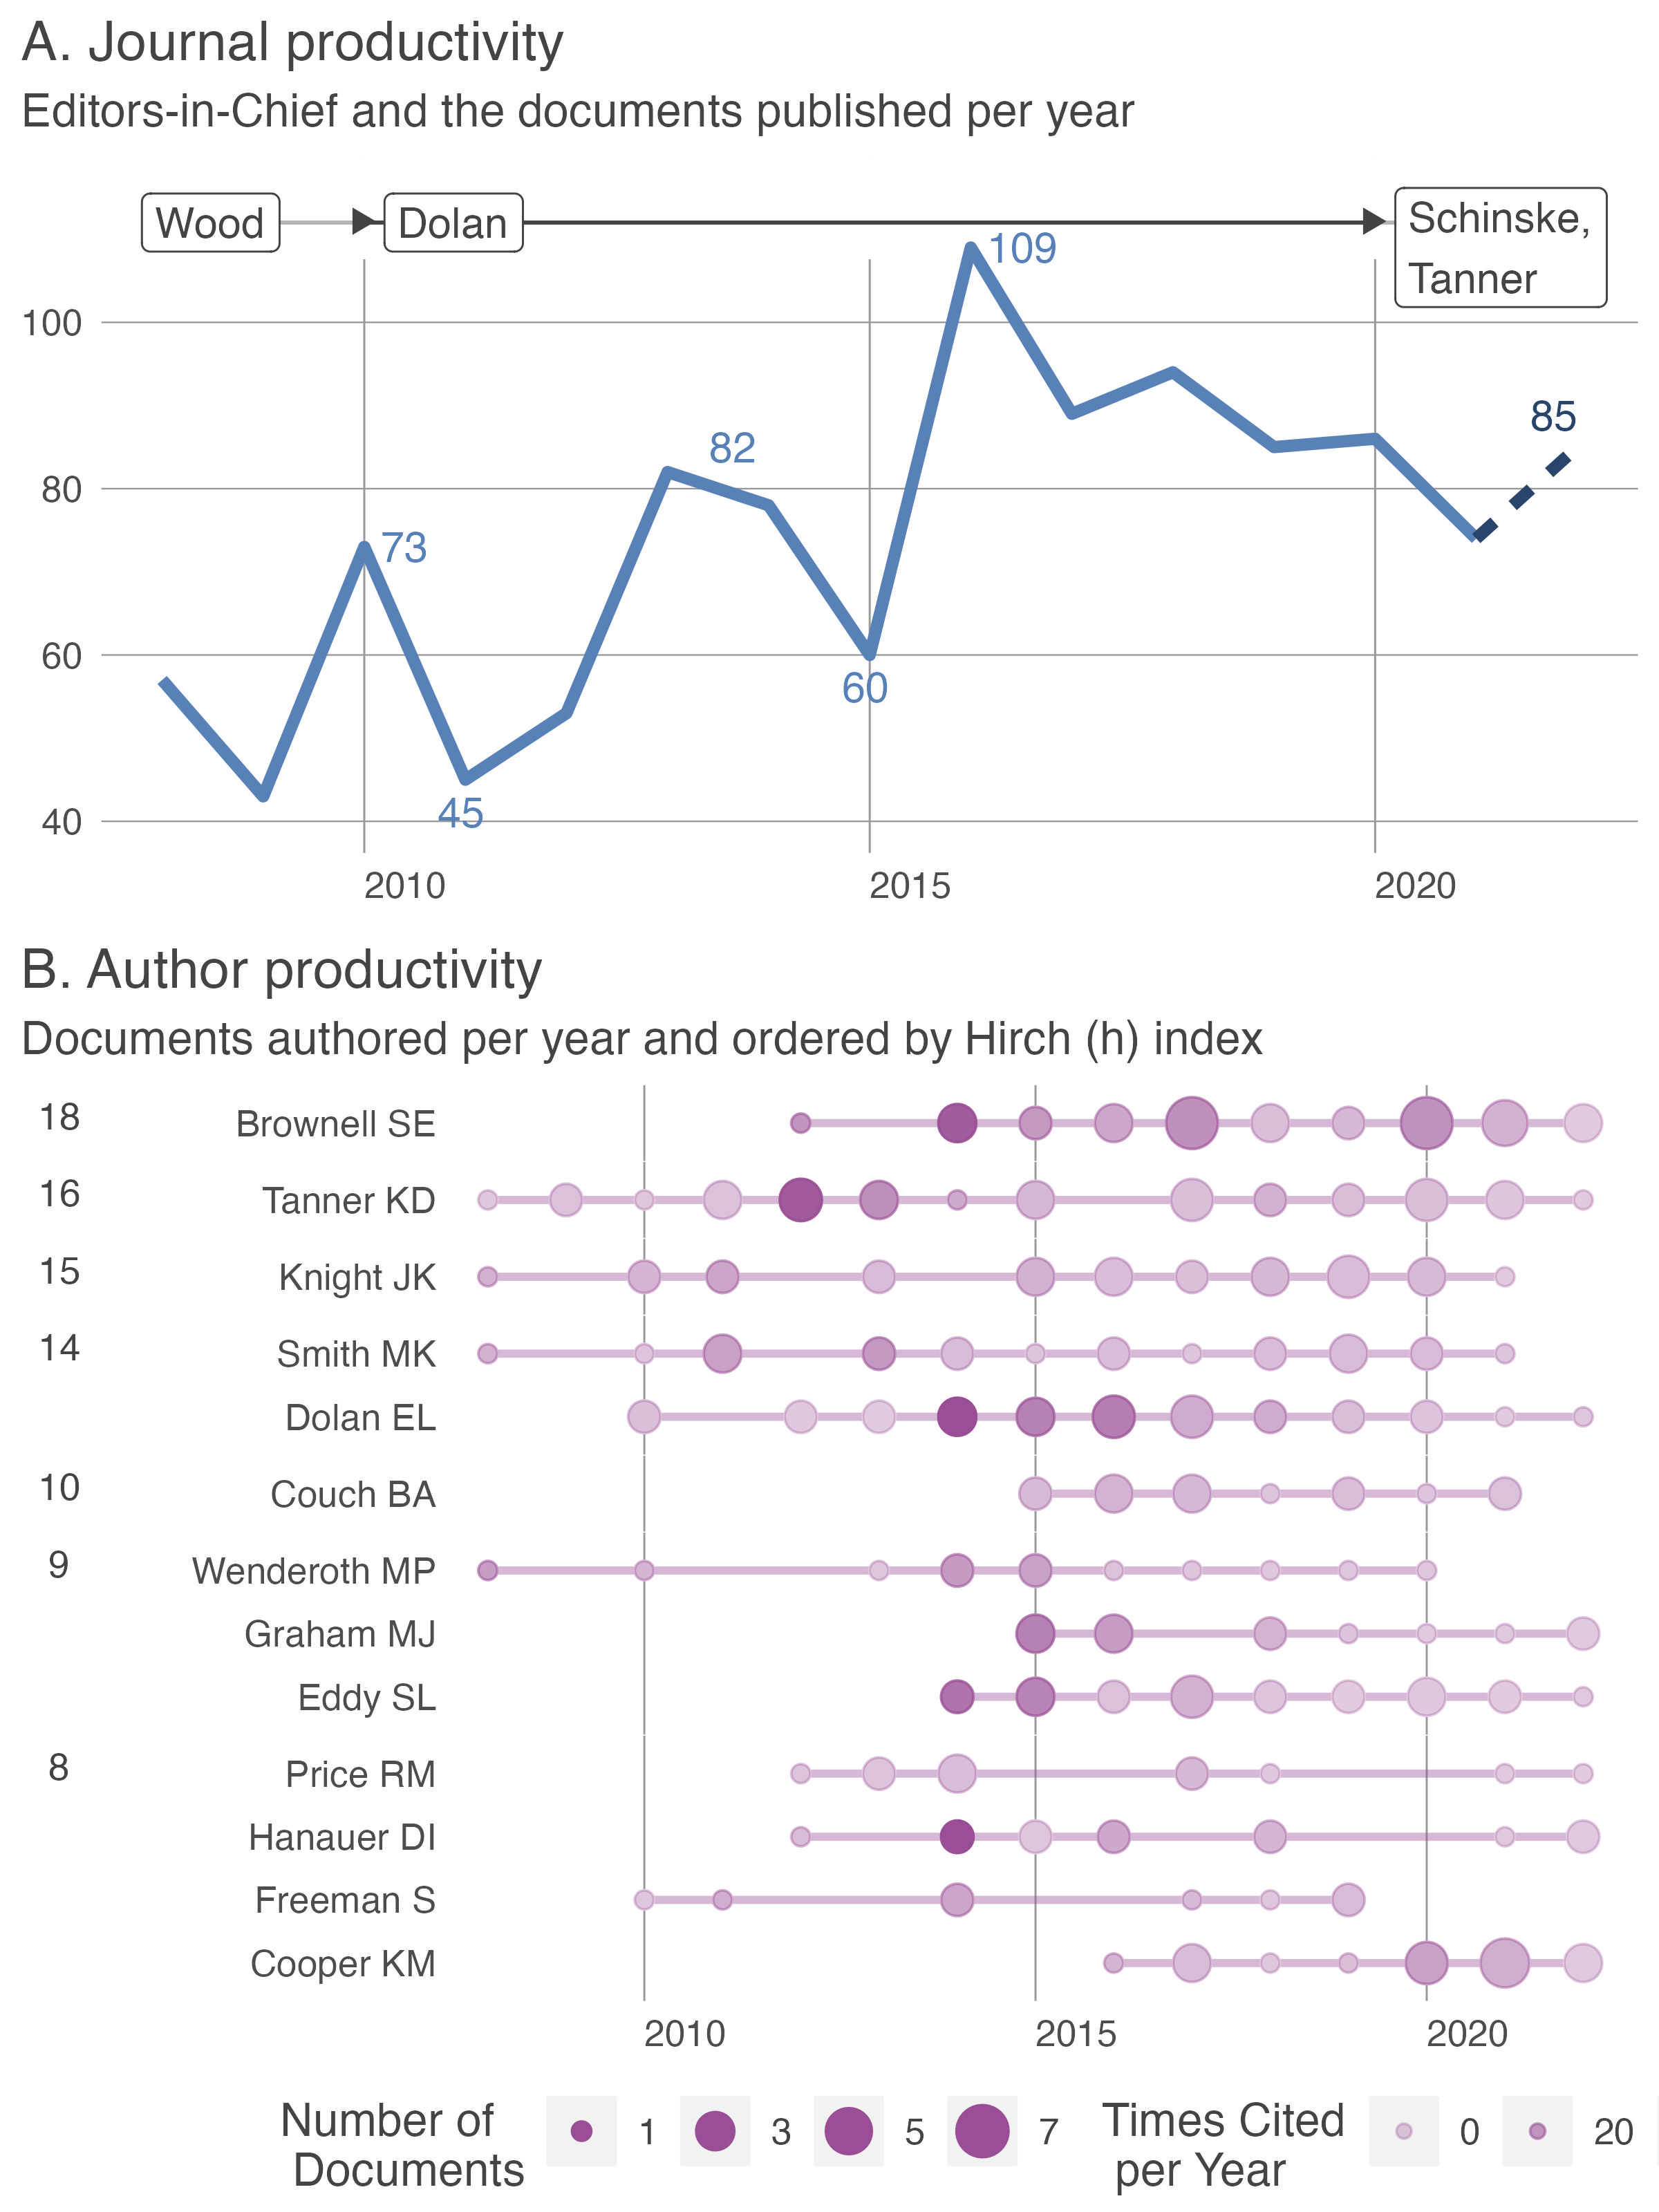 A. Journal productivity
Editors-in-Chief and the documents published per year
Wood
Dolan
Schinske,
Tanner
109
100
85
82
80
73
60
60
45
40
2010
2015
2020
B. Author productivity
Documents authored per year and ordered by Hirch (h) index
18 Brownell SE
16 Tanner KD
15 Knight JK
14 Smith MK
Dolan EL
10 Couch BA
9 Wenderoth MP
Graham MJ
Eddy SL
8 Price RM
Hanauer DI
Freeman S
Cooper KM
2010
2015
2020
Number of
Documents
1
3
5
7
Times Cited
per Year
0
20